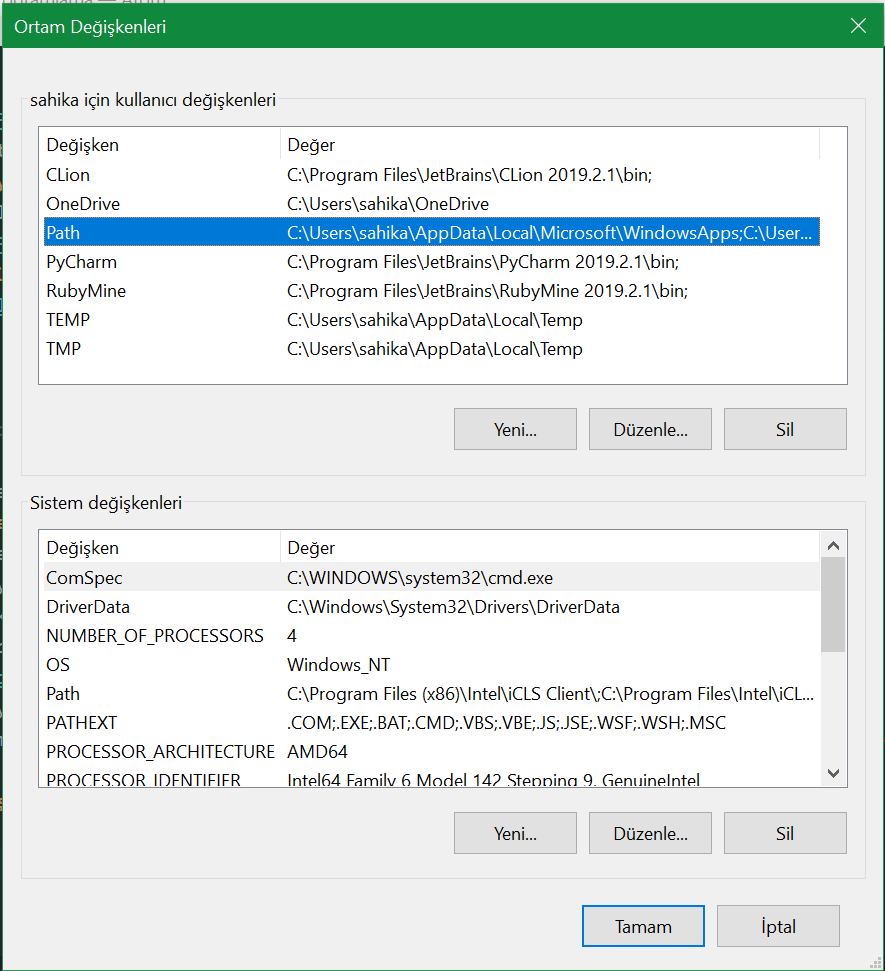 Ortam Değişkenleri
sahika için kullanıcı değişkenleri
Değişken Değer
CLion C:\Program Files\JetBrains\CLion 2019.2.1\bin;
OneDrive C:\Users\sahika\OneDrive
Path C:\Users\sahika\AppData\Local\Microsoft\WindowsApps;C:\User...
PyCharm C:\Program Files\JetBrains\PyCharm 2019.2.1\bin;
RubyMine C:\Program Files\JetBrains\RubyMine 2019.2.1\bin;
TEMP C:\Users\sahika\AppData\Local\Temp
TMP C:\Users\sahika\AppData\Local\Temp
Yeni... Düzenle... Sil
Sistem değişkenleri
Değişken Değer
ComSpec C:\WINDOWS\system32\cmd.exe
DriverData C:\Windows\System32\Drivers\DriverData
NUMBER_OF_PROCESSORS 4
OS Windows_NT
Path C:\Program Files (x86)\Intel\iCLS Client\;C:\Program Files\Intel\iCL...
PATHEXT .COM;.EXE;.BAT;.CMD;.VBS;.VBE;.JS;.JSE;.WSF;.WSH;.MSC
PROCESSOR_ARCHITECTURE AMD64
PROCESSOR_IDENTIFIER Intel64 Family 6 Model 142 Stepping 9, GenuineIntel
Yeni... Düzenle... Sil
Tamam İptal